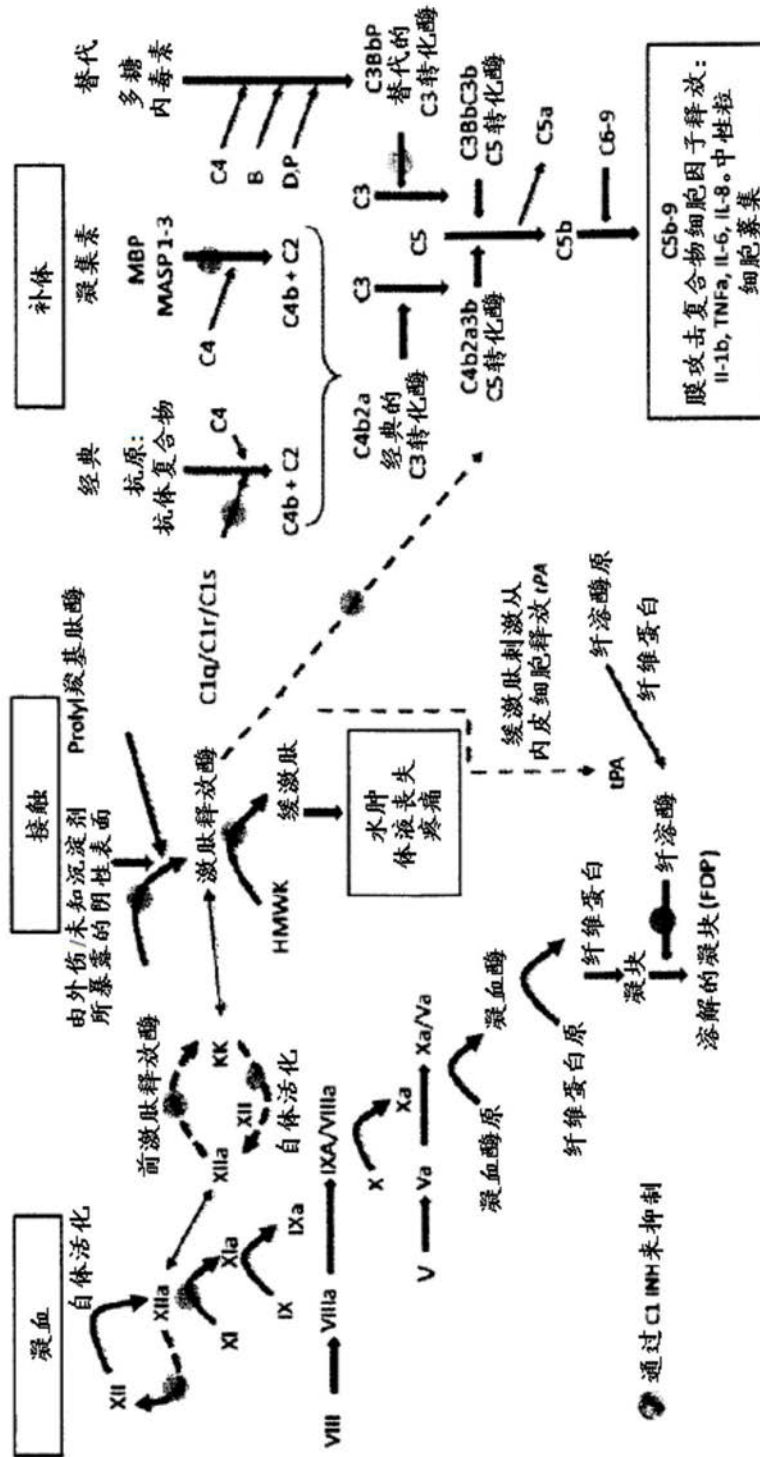 凝血
自体活化
XII
XIIa
XI
XIa
IX
IXa
VIII
VIIIa
IXA/VIIIa
X
Xa
V
Va
Xa/Va
凝血酶原
凝血酶
纤维蛋白原
纤维蛋白
凝块
溶解的凝块(FDP)
通过C1 INH来抑制
接触
由外伤/未知沉淀剂
所暴露的阴性表面
Prolyl羧基肽酶
前激肽释放酶
KK
XIIa
XII
自体活化
激肽释放酶
HMWK
缓激肽
水肿
体液丧失
疼痛
缓激肽刺激从
内皮细胞释放tPA
tPA
纤溶酶原
纤维蛋白
纤溶酶
补体
经典
抗原:
抗体复合物
C1q/C1r/C1s
C4
C4b + C2
凝集素
MBP
MASP1-3
C4
C4b + C2
替代
多糖
内毒素
C4
B
D,P
C3BbP
替代的
C3转化酶
C4b2a
经典的
C3转化酶
C3
C3
C4b2a3b
C5转化酶
C5
C3BbC3b
C5转化酶
C5a
C5b
C6-9
C5b-9
膜攻击复合物细胞因子释放:
Il-1b, TNFa, IL-6, IL-8。中性粒
细胞募集